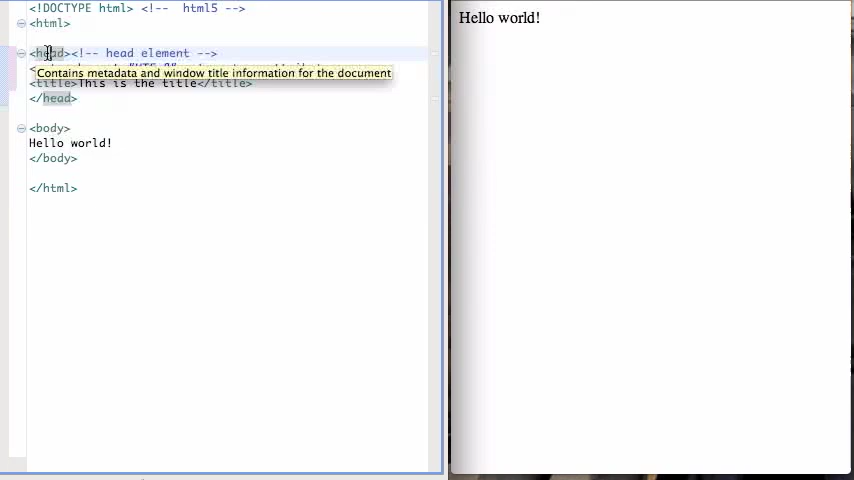 <!DOCTYPE html> <!--  html5 -->
<html>
<head><!-- head element -->
Contains metadata and window title information for the document
<title>This is the title</title>
</head>
<body>
Hello world!
</body>
</html>
Hello world!